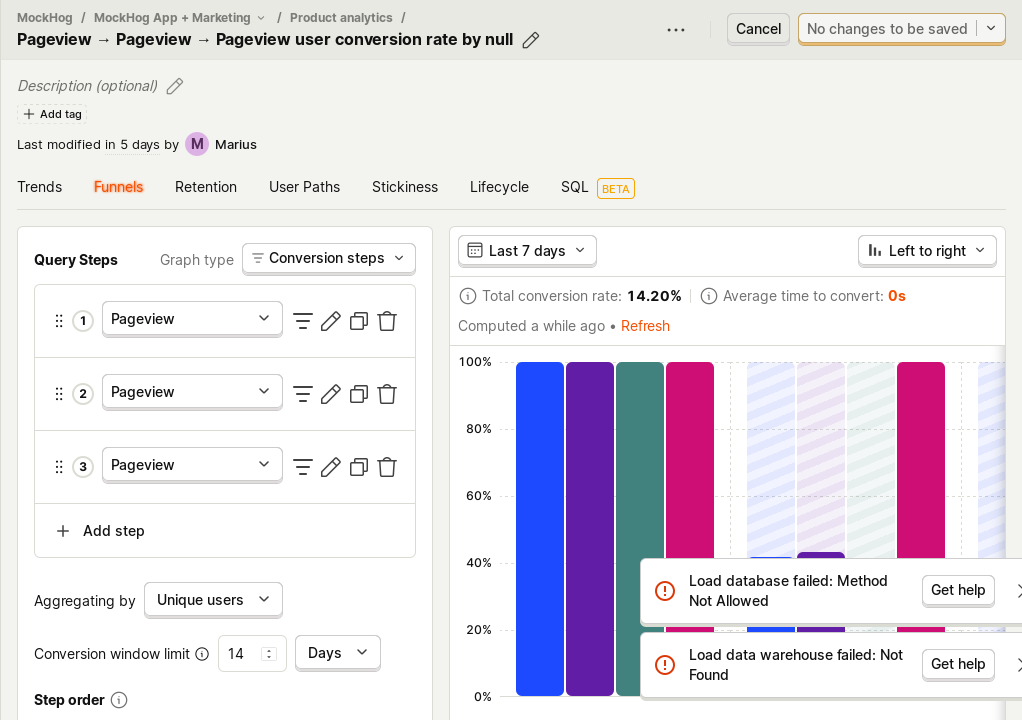 MockHog / MockHog App + Marketing / Product analytics /
Pageview → Pageview → Pageview user conversion rate by null
Cancel
No changes to be saved
Description (optional)
Add tag
Last modified in 5 days by M Marius
Trends Funnels Retention User Paths Stickiness Lifecycle SQL BETA
Query Steps Graph type Conversion steps
1 Pageview
2 Pageview
3 Pageview
Add step
Aggregating by Unique users
Conversion window limit 14 Days
Step order
Last 7 days
Left to right
Total conversion rate: 14.20% Average time to convert: 0s
Computed a while ago • Refresh
100%
80%
60%
40%
20%
0%
Load database failed: Method
Not Allowed
Get help
Load data warehouse failed: Not
Found
Get help